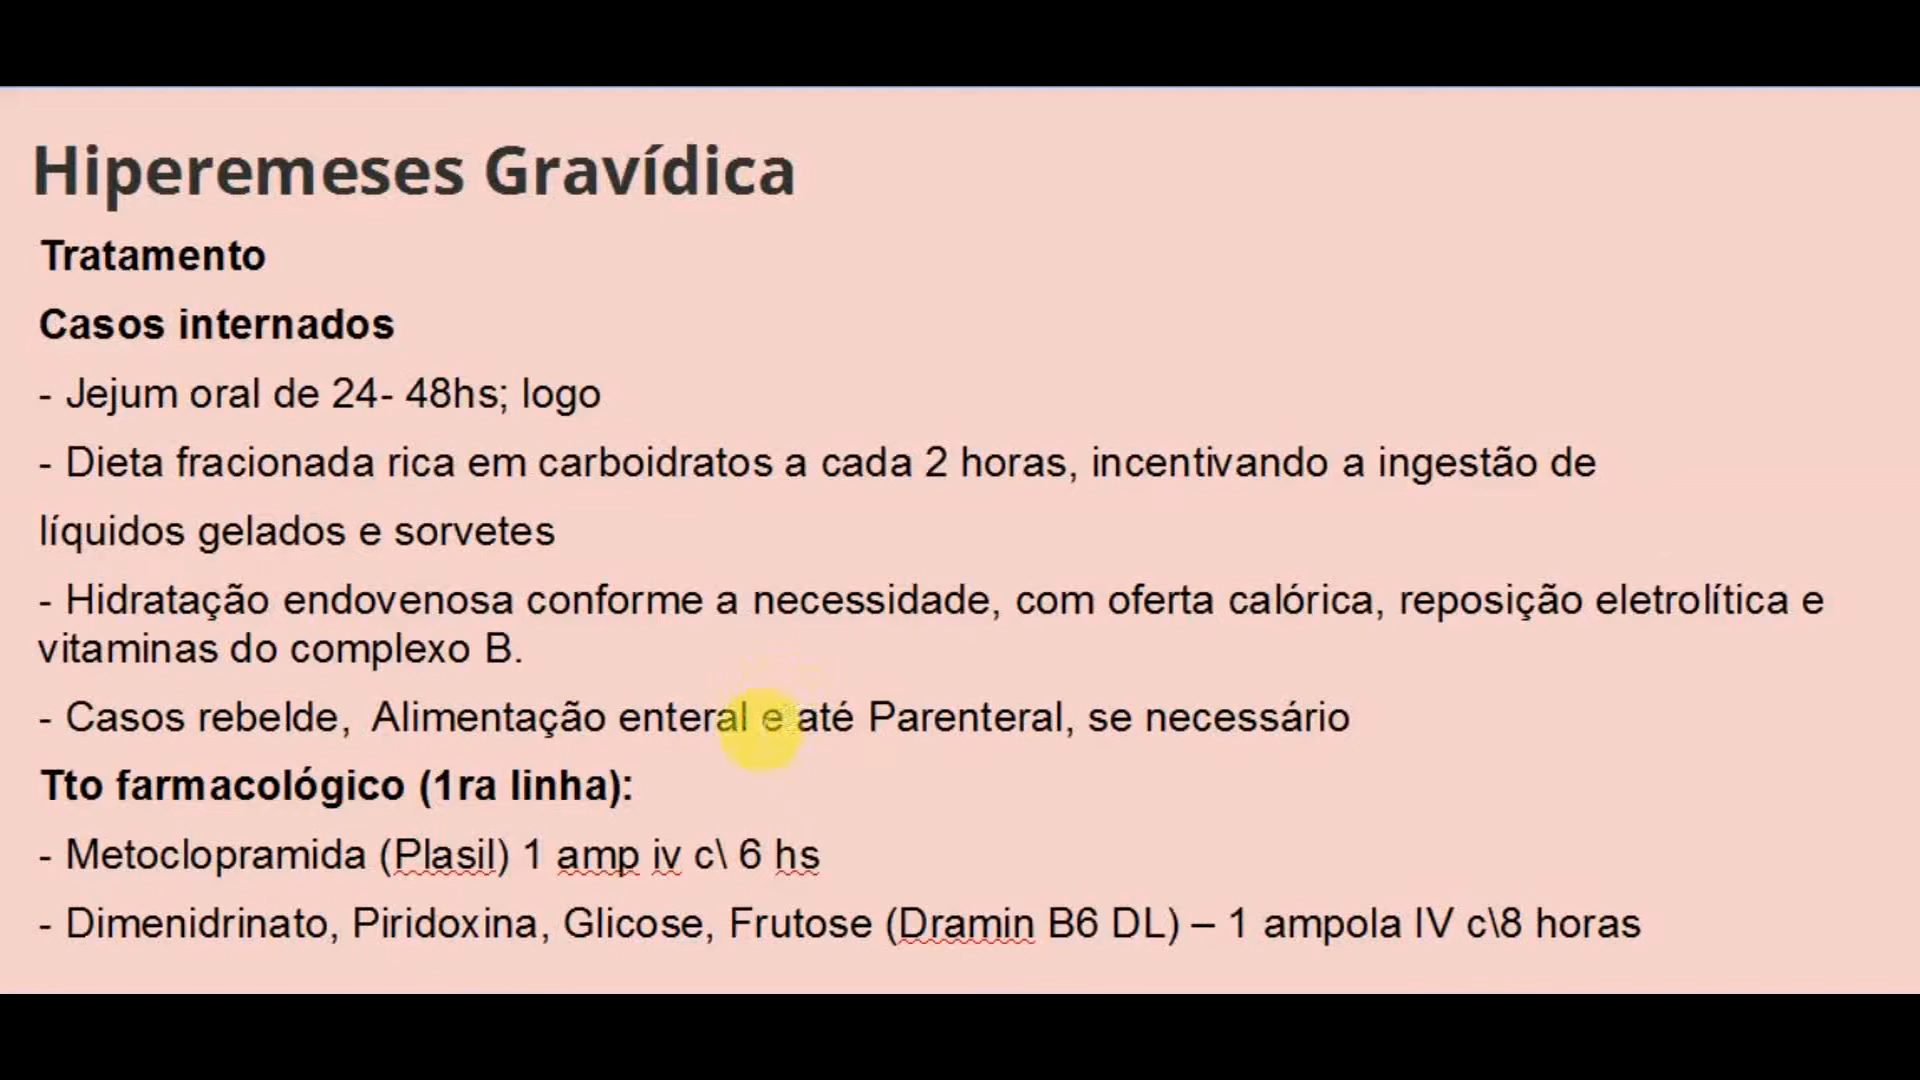 Hiperemeses Gravídica
Tratamento
Casos internados
- Jejum oral de 24- 48hs; logo
- Dieta fracionada rica em carboidratos a cada 2 horas, incentivando a ingestão de
líquidos gelados e sorvetes
- Hidratação endovenosa conforme a necessidade, com oferta calórica, reposição eletrolítica e
vitaminas do complexo B.
- Casos rebelde, Alimentação enteral e até Parenteral, se necessário
Tto farmacológico (1ra linha):
- Metoclopramida (Plasil) 1 amp iv c\ 6 hs
- Dimenidrinato, Piridoxina, Glicose, Frutose (Dramin B6 DL) – 1 ampola IV c\8 horas